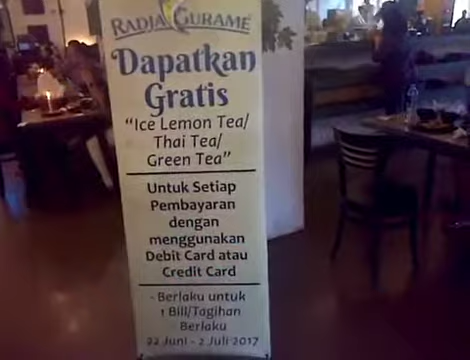 RADJA GURAME
Dapatkan
Gratis
"Ice Lemon Tea/
Thai Tea/
Green Tea"
Untuk Setiap
Pembayaran
dengan
menggunakan
Debit Card atau
Credit Card
- Berlaku untuk
1 Bill/Tagihan
- Berlaku
22 Juni - 2 Juli 2017